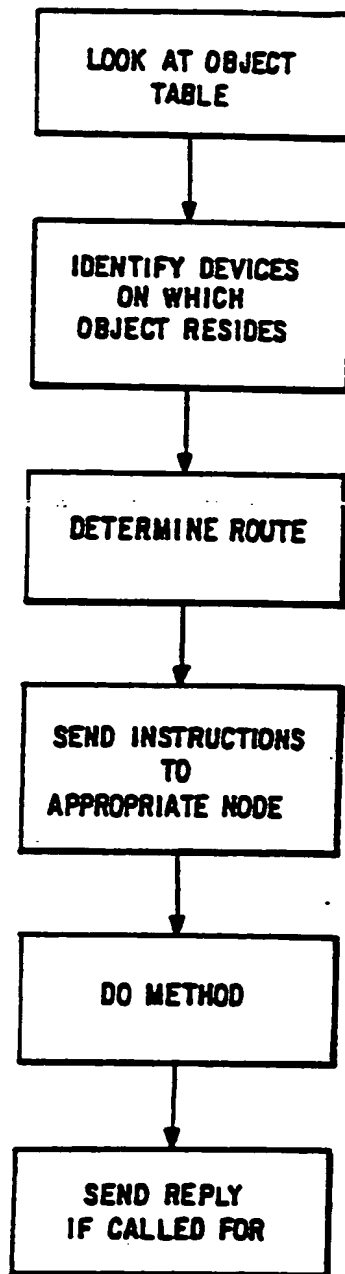 LOOK AT OBJECT
TABLE
IDENTIFY DEVICES
ON WHICH
OBJECT RESIDES
DETERMINE ROUTE
SEND INSTRUCTIONS
TO
APPROPRIATE NODE
DO METHOD
SEND REPLY
IF CALLED FOR